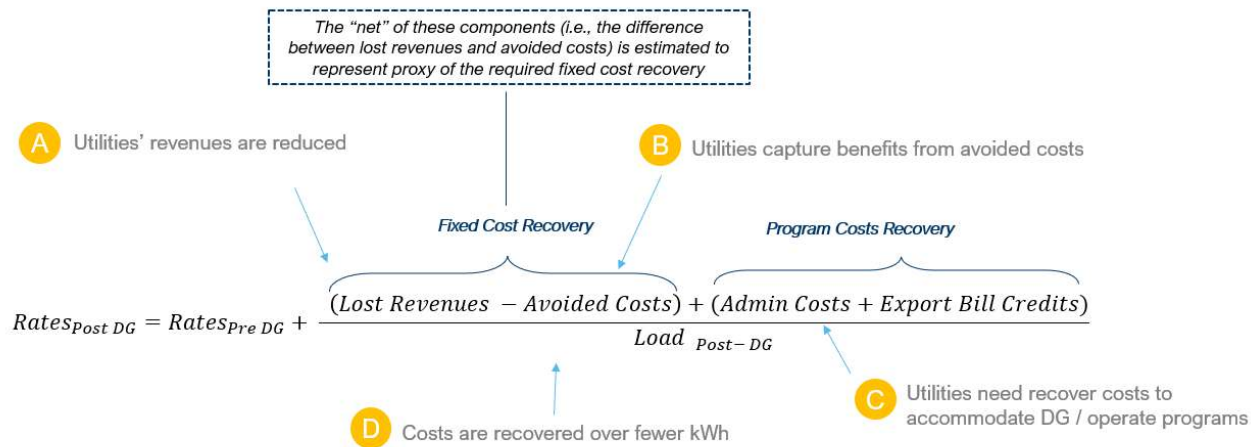 The “net” of these components (i.e., the difference
between lost revenues and avoided costs) is estimated to
represent proxy of the required fixed cost recovery
A Utilities’ revenues are reduced
B Utilities capture benefits from avoided costs
Fixed Cost Recovery
Program Costs Recovery
Rates Post DG = Rates Pre DG + (Lost Revenues − Avoided Costs) + (Admin Costs + Export Bill Credits)
Load Post−DG
C Utilities need recover costs to
accommodate DG / operate programs
D Costs are recovered over fewer kWh